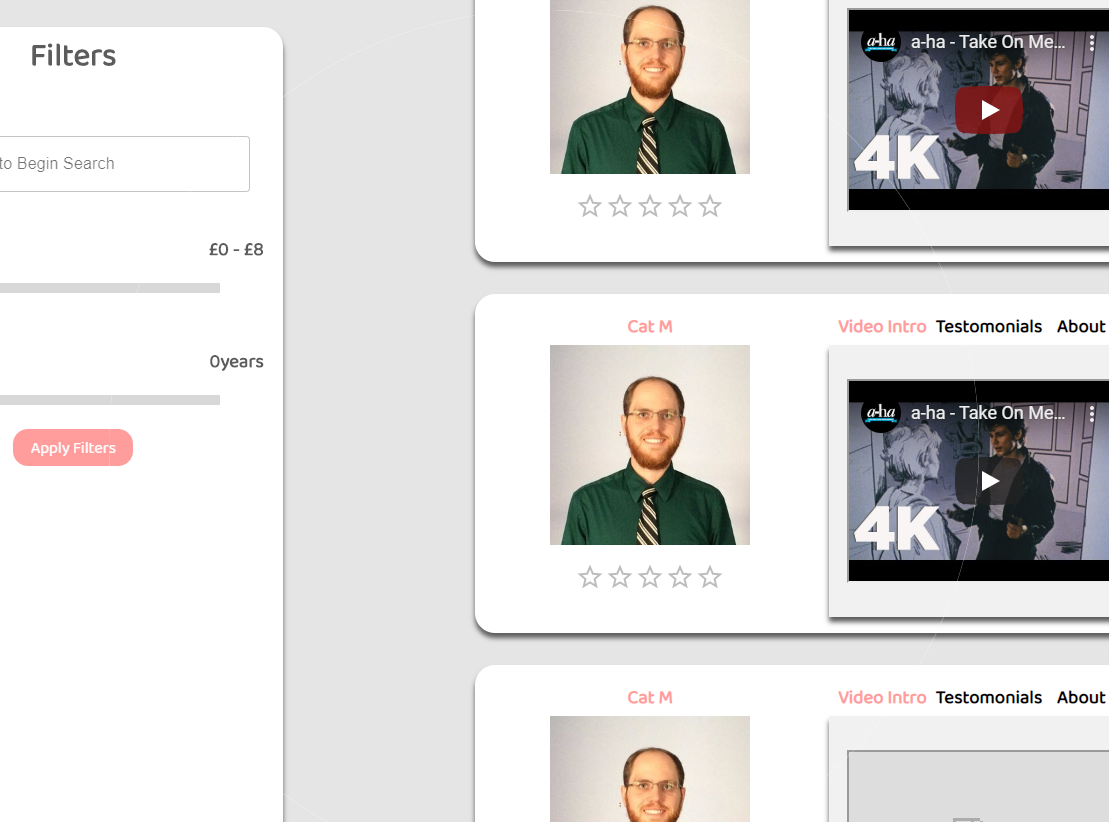 Filters
to Begin Search
£0 - £8
0years
Apply Filters
a-ha
a-ha - Take On Me...
4K
Cat M
Video Intro
Testomonials
About
a-ha
a-ha - Take On Me...
4K
Cat M
Video Intro
Testomonials
About